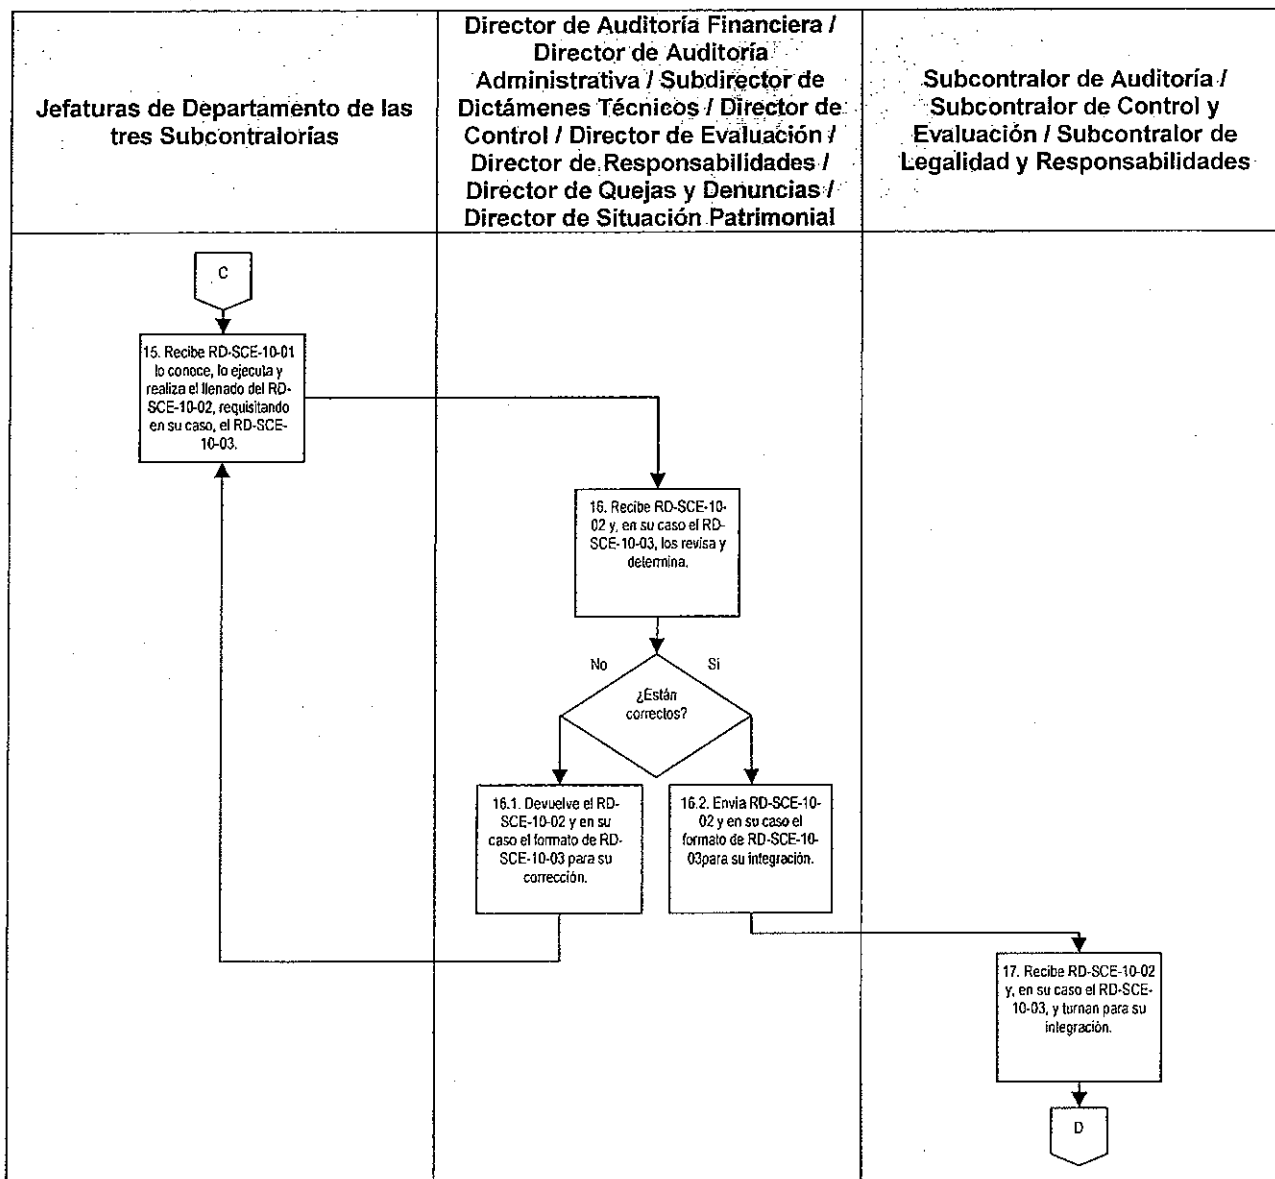 Jefaturas de Departamento de las
tres Subcontralorías
Director de Auditoría Financiera /
Director de Auditoría
Administrativa / Subdirector de
Dictámenes Técnicos / Director de
Control / Director de Evaluación /
Director de Responsabilidades /
Director de Quejas y Denuncias /
Director de Situación Patrimonial
Subcontralor de Auditoría /
Subcontralor de Control y
Evaluación / Subcontralor de
Legalidad y Responsabilidades
C
15. Recibe RD-SCE-10-01
lo conoce, lo ejecuta y
realiza el llenado del RD-
SCE-10-02, requisitando
en su caso, el RD-SCE-
10-03.
16. Recibe RD-SCE-10-
02 y, en su caso el RD-
SCE-10-03, los revisa y
determina.
No
Si
¿Están
correctos?
16.1. Devuelve el RD-
SCE-10-02 y en su
caso el formato de RD-
SCE-10-03 para su
corrección.
16.2. Envia RD-SCE-10-
02 y en su caso el
formato de RD-SCE-10-
03para su integración.
17. Recibe RD-SCE-10-02
y, en su caso el RD-SCE-
10-03, y turnan para su
integración.
D